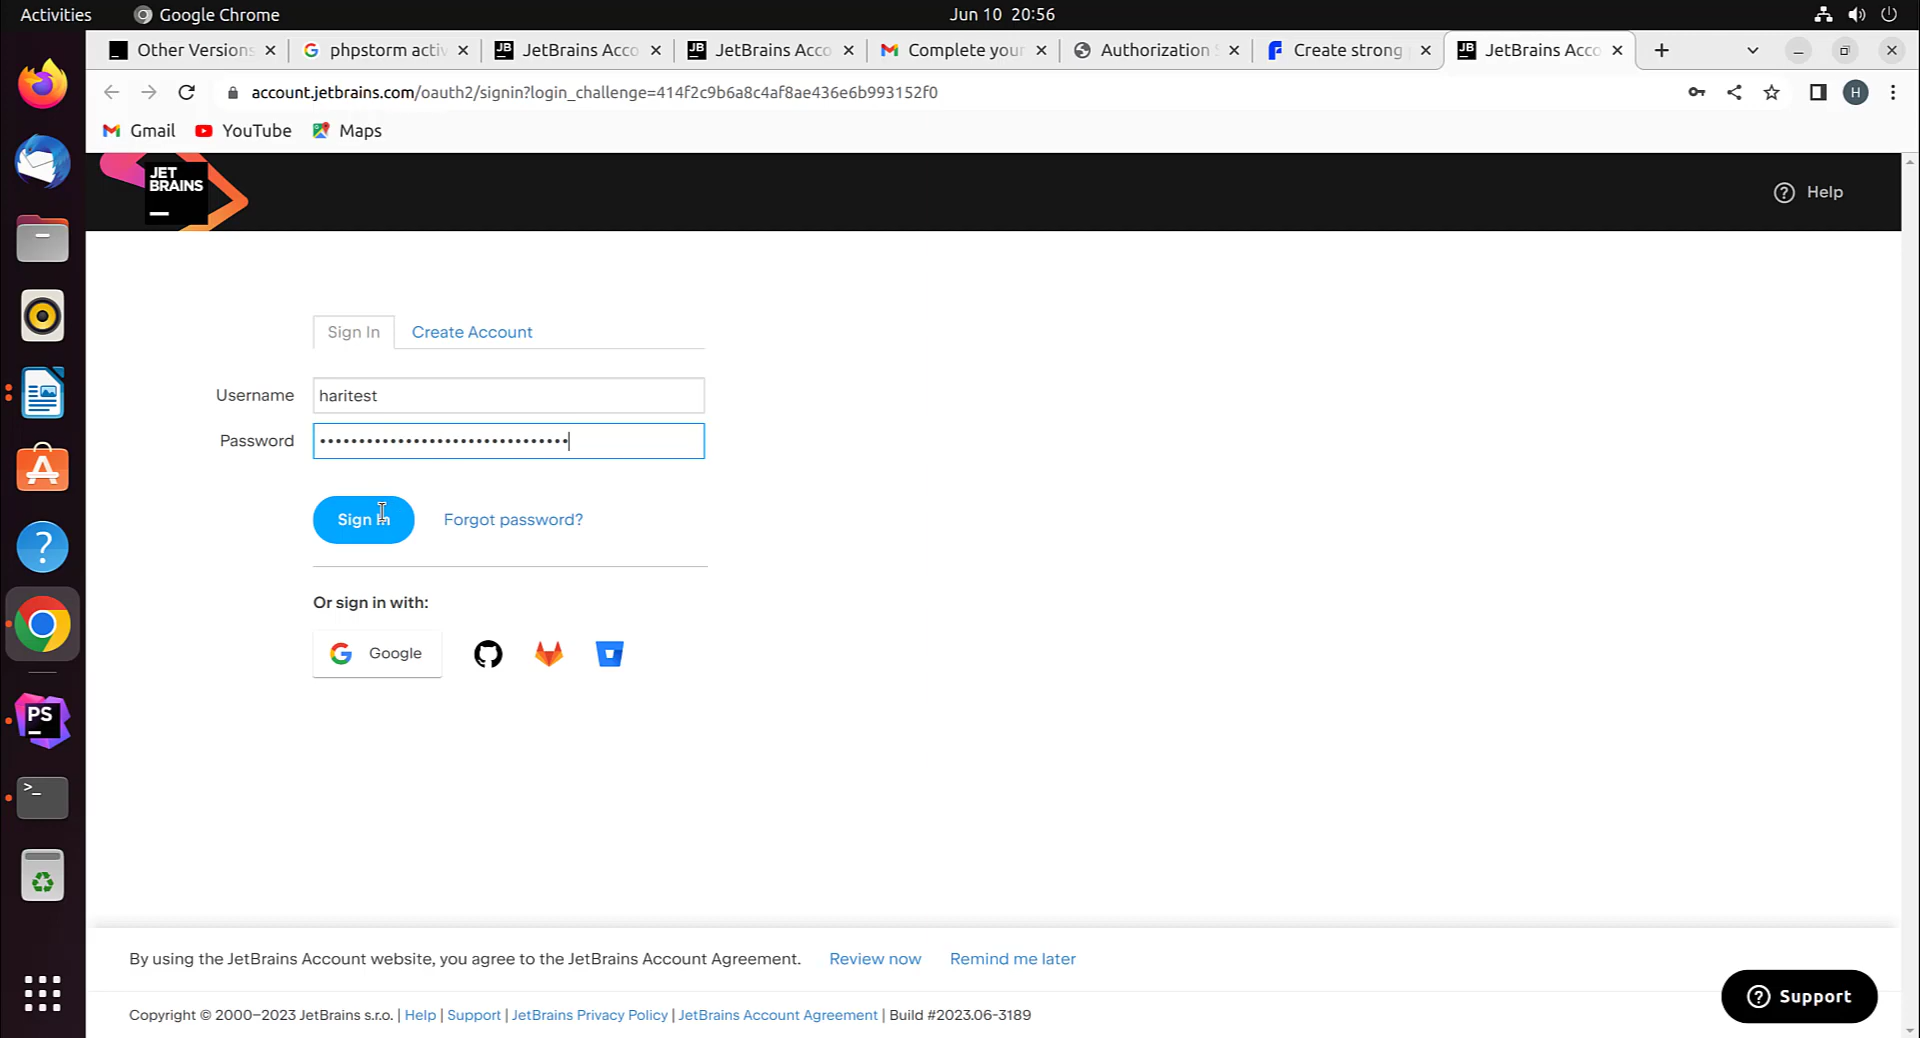 Activities Google Chrome Jun 10 20:56
Other Versions phpstorm activ JetBrains Acco JetBrains Acco Complete your Authorization S Create strong p JetBrains Acco
account.jetbrains.com/oauth2/signin?login_challenge=414f2c9b6a8c4af8ae436e6b993152f0 H
Gmail YouTube Maps
JET
BRAINS
Help
Sign In Create Account
Username haritest
Password
Sign In Forgot password?
Or sign in with:
Google
PS
By using the JetBrains Account website, you agree to the JetBrains Account Agreement. Review now Remind me later
Support
Copyright © 2000–2023 JetBrains s.r.o. | Help | Support | JetBrains Privacy Policy | JetBrains Account Agreement | Build #2023.06-3189